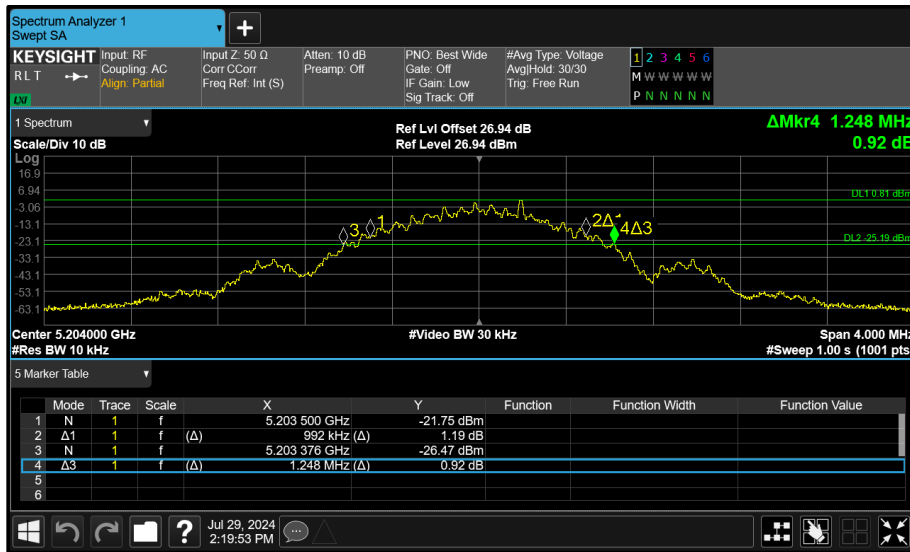 Spectrum Analyzer 1
Swept SA
KEYSIGHT
RLT
LXI
Input: RF
Coupling: AC
Align: Partial
Input Z: 50 Ω
Corr CCorr
Freq Ref: Int (S)
Atten: 10 dB
Preamp: Off
PNO: Best Wide
Gate: Off
IF Gain: Low
Sig Track: Off
#Avg Type: Voltage
Avg|Hold: 30/30
Trig: Free Run
1 2 3 4 5 6
M W W W W W
P N N N N N
1 Spectrum
Scale/Div 10 dB
Ref Lvl Offset 26.94 dB
Ref Level 26.94 dBm
ΔMkr4 1.248 MHz
0.92 dB
Log
16.9
6.94
-3.06
-13.1
-23.1
-33.1
-43.1
-53.1
-63.1
DL1 0.81 dBm
DL2 -25.19 dBm
3
1
2Δ1
4Δ3
Center 5.204000 GHz
#Video BW 30 kHz
Span 4.000 MHz
#Res BW 10 kHz
#Sweep 1.00 s (1001 pts)
5 Marker Table
Mode Trace Scale X Y Function Function Width Function Value
1 N 1 f 5.203 500 GHz -21.75 dBm
2 Δ1 1 f (Δ) 992 kHz (Δ) 1.19 dB
3 N 1 f 5.203 376 GHz -26.47 dBm
4 Δ3 1 f (Δ) 1.248 MHz (Δ) 0.92 dB
5
6
?
Jul 29, 2024
2:19:53 PM